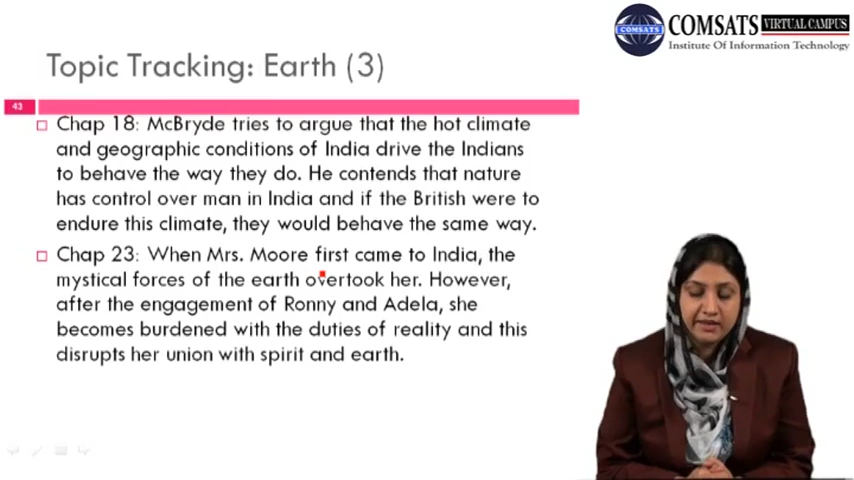 COMSATS
COMSATS VIRTUAL CAMPUS
Institute Of Information Technology
Topic Tracking: Earth (3)
43
Chap 18: McBryde tries to argue that the hot climate
and geographic conditions of India drive the Indians
to behave the way they do. He contends that nature
has control over man in India and if the British were to
endure this climate, they would behave the same way.
Chap 23: When Mrs. Moore first came to India, the
mystical forces of the earth overtook her. However,
after the engagement of Ronny and Adela, she
becomes burdened with the duties of reality and this
disrupts her union with spirit and earth.